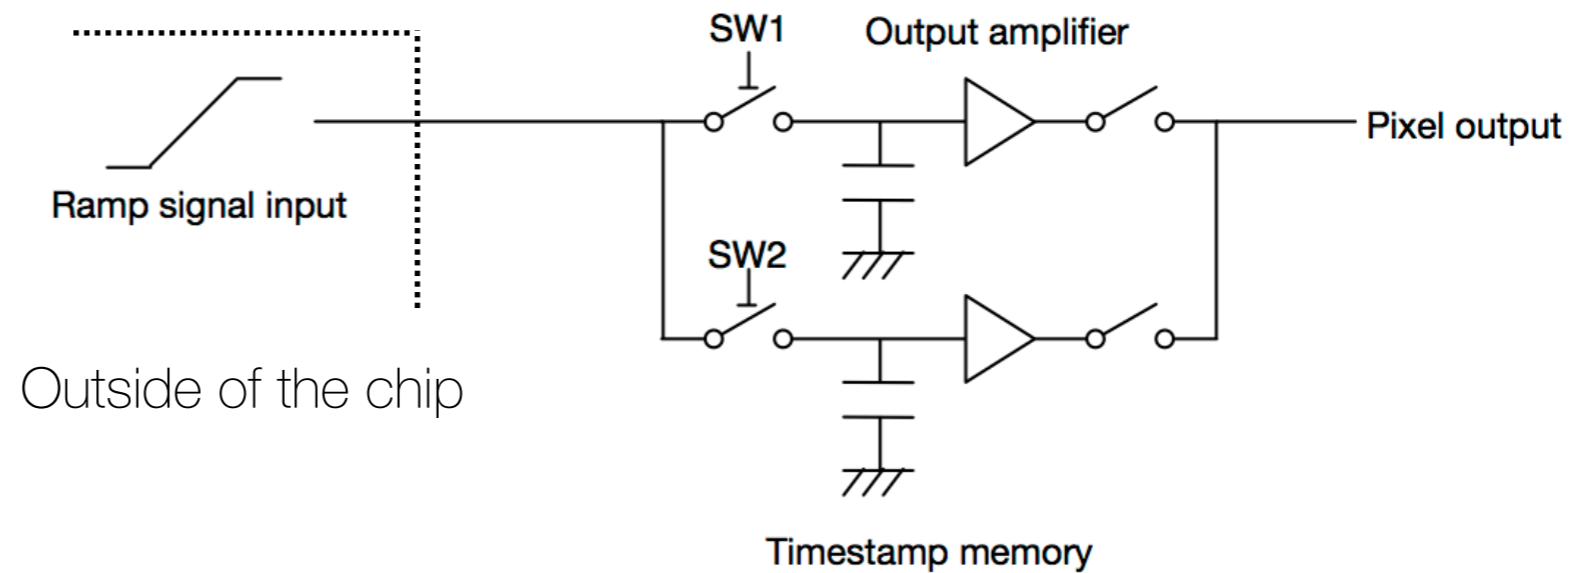 SW1
Output amplifier
Pixel output
Ramp signal input
SW2
Outside of the chip
Timestamp memory